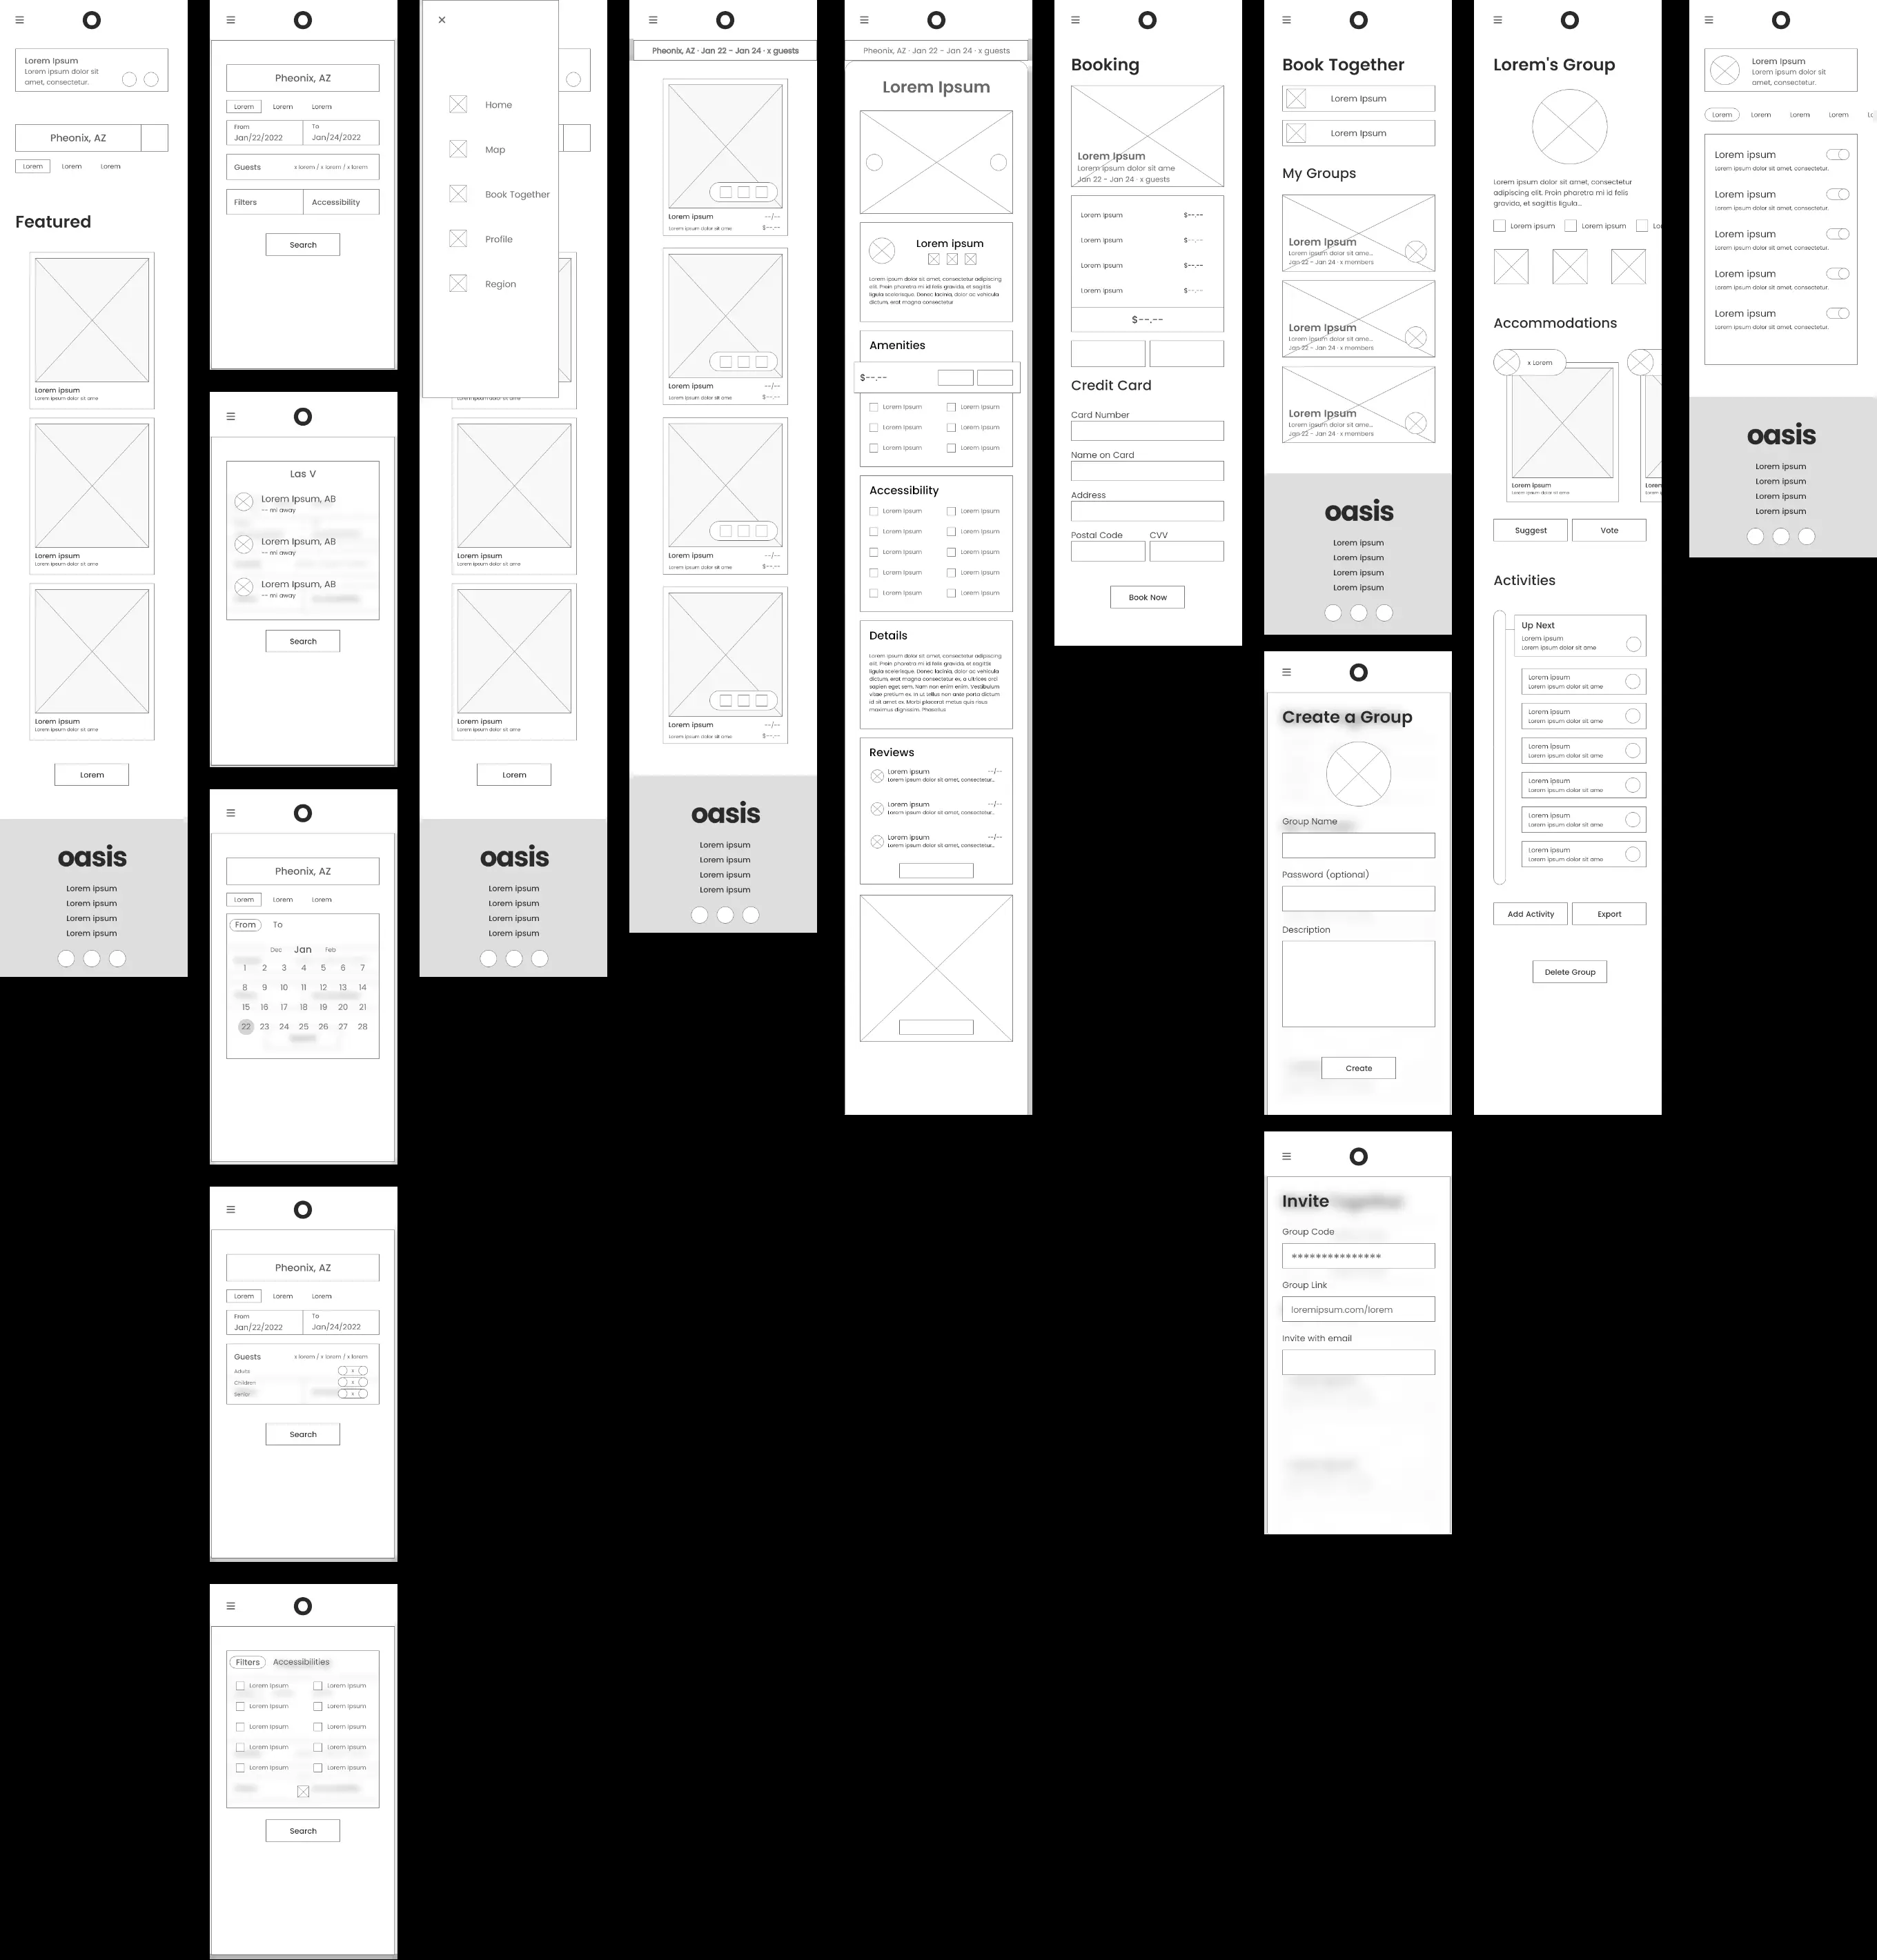 Lorem Ipsum
Lorem ipsum dolor sit
amet, consectetur.
Pheonix, AZ
Lorem Lorem Lorem
Featured
Lorem ipsum
Lorem ipsum dolor sit ame
Lorem ipsum
Lorem ipsum dolor sit ame
Lorem ipsum
Lorem ipsum dolor sit ame
Lorem
oasis
Lorem ipsum
Lorem ipsum
Lorem ipsum
Lorem ipsum
Pheonix, AZ
Lorem Lorem Lorem
From To
Jan/22/2022 Jan/24/2022
Guests x lorem / x lorem / x lorem
Filters Accessibility
Search
Las V
Lorem Ipsum, AB
-- mi away
Lorem Ipsum, AB
-- mi away
Lorem Ipsum, AB
-- mi away
Search
Pheonix, AZ
Lorem Lorem Lorem
From To
Dec Jan Feb
1 2 3 4 5 6 7
8 9 10 11 12 13 14
15 16 17 18 19 20 21
22 23 24 25 26 27 28
Pheonix, AZ
Lorem Lorem Lorem
From To
Jan/22/2022 Jan/24/2022
Guests x lorem / x lorem / x lorem
Adults x
Children x
Senior x
Search
Filters Accessibilities
Lorem Ipsum Lorem Ipsum
Lorem Ipsum Lorem Ipsum
Lorem Ipsum Lorem Ipsum
Lorem Ipsum Lorem Ipsum
Lorem Ipsum Lorem Ipsum
Search
Home
Map
Book Together
Profile
Region
Lorem ipsum dolor sit ame
Lorem ipsum
Lorem ipsum dolor sit ame
Lorem ipsum
Lorem ipsum dolor sit ame
Lorem
oasis
Lorem ipsum
Lorem ipsum
Lorem ipsum
Lorem ipsum
Pheonix, AZ · Jan 22 - Jan 24 · x guests
Lorem ipsum --/--
Lorem ipsum dolor sit ame $--.--
Lorem ipsum --/--
Lorem ipsum dolor sit ame $--.--
Lorem ipsum --/--
Lorem ipsum dolor sit ame $--.--
Lorem ipsum --/--
Lorem ipsum dolor sit ame $--.--
oasis
Lorem ipsum
Lorem ipsum
Lorem ipsum
Lorem ipsum
Pheonix, AZ · Jan 22 - Jan 24 · x guests
Lorem Ipsum
Lorem ipsum
Lorem ipsum dolor sit amet, consectetur adipiscing
elit. Proin pharetra mi id felis gravida, et sagittis
ligula scelerisque. Donec lacinia, dolor ac vehicula
dictum, erat magna consectetur
Amenities
$--.--
Lorem Ipsum Lorem Ipsum
Lorem Ipsum Lorem Ipsum
Lorem Ipsum Lorem Ipsum
Accessibility
Lorem Ipsum Lorem Ipsum
Lorem Ipsum Lorem Ipsum
Lorem Ipsum Lorem Ipsum
Lorem Ipsum Lorem Ipsum
Lorem Ipsum Lorem Ipsum
Details
Lorem ipsum dolor sit amet, consectetur adipiscing
elit. Proin pharetra mi id felis gravida, et sagittis
ligula scelerisque. Donec lacinia, dolor ac vehicula
dictum, erat magna consectetur ex, a ultrices orci
sapien eget sem. Nam non enim enim. Vestibulum
vitae pretium ex. In ut tellus non ante porta dictum
id sit amet ex. Morbi placerat metus quis risus
maximus dignissim. Phasellus
Reviews
Lorem ipsum --/--
Lorem ipsum dolor sit amet, consectetur...
Lorem ipsum --/--
Lorem ipsum dolor sit amet, consectetur...
Lorem ipsum --/--
Lorem ipsum dolor sit amet, consectetur...
Booking
Lorem Ipsum
Lorem ipsum dolor sit ame
Jan 22 - Jan 24 · x guests
Lorem Ipsum $--.--
Lorem Ipsum $--.--
Lorem Ipsum $--.--
Lorem Ipsum $--.--
$--.--
Credit Card
Card Number
Name on Card
Address
Postal Code CVV
Book Now
Book Together
Lorem Ipsum
Lorem Ipsum
My Groups
Lorem Ipsum
Lorem ipsum dolor sit ame...
Jan 22 - Jan 24 · x members
Lorem Ipsum
Lorem ipsum dolor sit ame...
Jan 22 - Jan 24 · x members
Lorem Ipsum
Lorem ipsum dolor sit ame...
Jan 22 - Jan 24 · x members
oasis
Lorem ipsum
Lorem ipsum
Lorem ipsum
Lorem ipsum
Create a Group
Group Name
Password (optional)
Description
Create
Invite
Group Code
***************
Group Link
loremipsum.com/lorem
Invite with email
Lorem's Group
Lorem ipsum dolor sit amet, consectetur
adipiscing elit. Proin pharetra mi id felis
gravida, et sagittis ligula...
Lorem ipsum Lorem ipsum Lo
Accommodations
x Lorem
Lorem ipsum Lorem
Lorem ipsum dolor sit ame Lorem
Suggest Vote
Activities
Up Next
Lorem ipsum
Lorem ipsum dolor sit ame
Lorem ipsum
Lorem ipsum dolor sit ame
Lorem ipsum
Lorem ipsum dolor sit ame
Lorem ipsum
Lorem ipsum dolor sit ame
Lorem ipsum
Lorem ipsum dolor sit ame
Lorem ipsum
Lorem ipsum dolor sit ame
Lorem ipsum
Lorem ipsum dolor sit ame
Add Activity Export
Delete Group
Lorem Ipsum
Lorem ipsum dolor sit
amet, consectetur.
Lorem Lorem Lorem Lorem Lo
Lorem ipsum
Lorem ipsum dolor sit amet, consectetur.
Lorem ipsum
Lorem ipsum dolor sit amet, consectetur.
Lorem ipsum
Lorem ipsum dolor sit amet, consectetur.
Lorem ipsum
Lorem ipsum dolor sit amet, consectetur.
Lorem ipsum
Lorem ipsum dolor sit amet, consectetur.
oasis
Lorem ipsum
Lorem ipsum
Lorem ipsum
Lorem ipsum